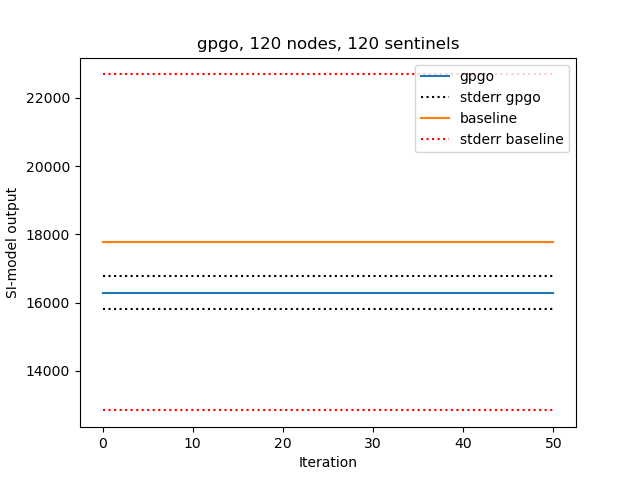 gpgo, 120 nodes, 120 sentinels
gpgo
stderr gpgo
baseline
stderr baseline
SI-model output
22000
20000
18000
16000
14000
0 10 20 30 40 50
Iteration